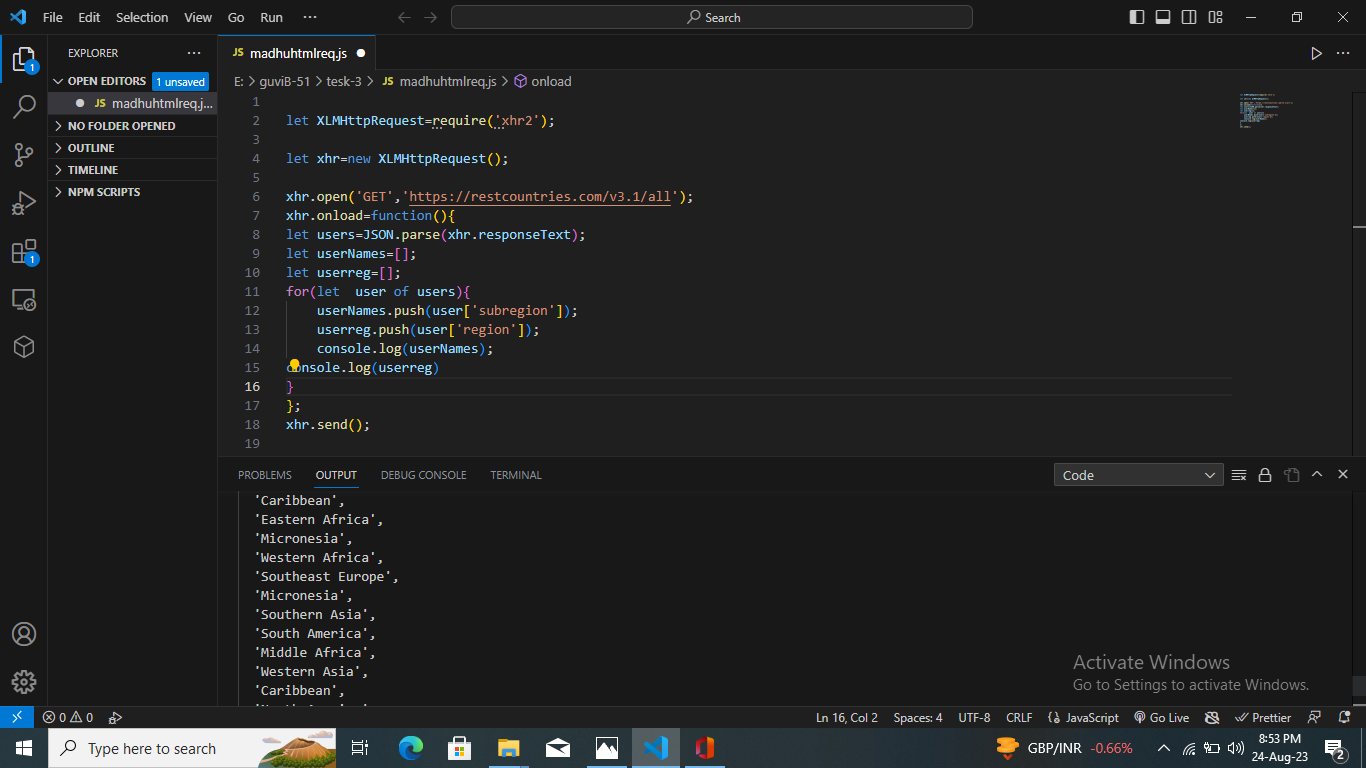 File Edit Selection View Go Run ··· Search
EXPLORER ···
OPEN EDITORS 1 unsaved
JS madhuhtmlreq.j...
NO FOLDER OPENED
OUTLINE
TIMELINE
NPM SCRIPTS
1
1
JS madhuhtmlreq.js
E: > guviB-51 > tesk-3 > JS madhuhtmlreq.js > onload
1
2 let XLMHttpRequest=require('xhr2');
3
4 let xhr=new XLMHttpRequest();
5
6 xhr.open('GET','https://restcountries.com/v3.1/all');
7 xhr.onload=function(){
8 let users=JSON.parse(xhr.responseText);
9 let userNames=[];
10 let userreg=[];
11 for(let  user of users){
12 userNames.push(user['subregion']);
13 userreg.push(user['region']);
14 console.log(userNames);
15 console.log(userreg)
16 }
17 };
18 xhr.send();
19
PROBLEMS OUTPUT DEBUG CONSOLE TERMINAL Code
'Caribbean',
'Eastern Africa',
'Micronesia',
'Western Africa',
'Southeast Europe',
'Micronesia',
'Southern Asia',
'South America',
'Middle Africa',
'Western Asia',
'Caribbean',
Activate Windows
Go to Settings to activate Windows.
0 0 Ln 16, Col 2 Spaces: 4 UTF-8 CRLF {} JavaScript Go Live Prettier
Type here to search GBP/INR -0.66% 8:53 PM
24-Aug-23 2